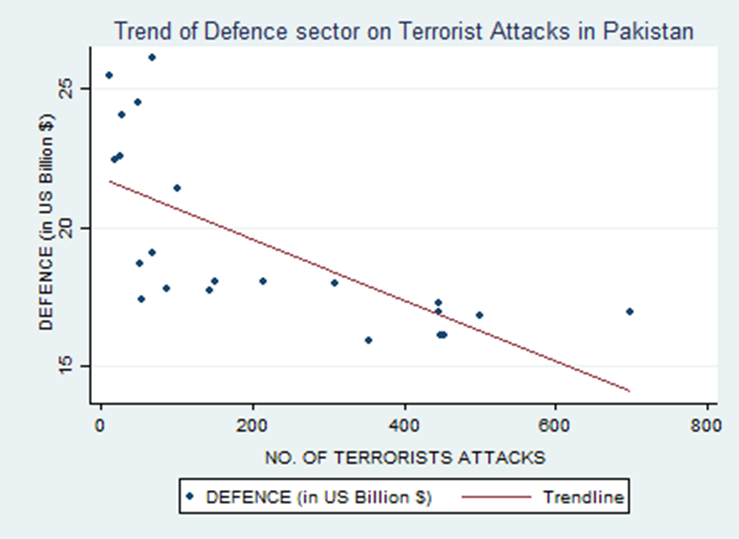 Trend of Defence sector on Terrorist Attacks in Pakistan
DEFENCE (in US Billion $)
25
20
15
0 200 400 600 800
NO. OF TERRORISTS ATTACKS
DEFENCE (in US Billion $) Trendline